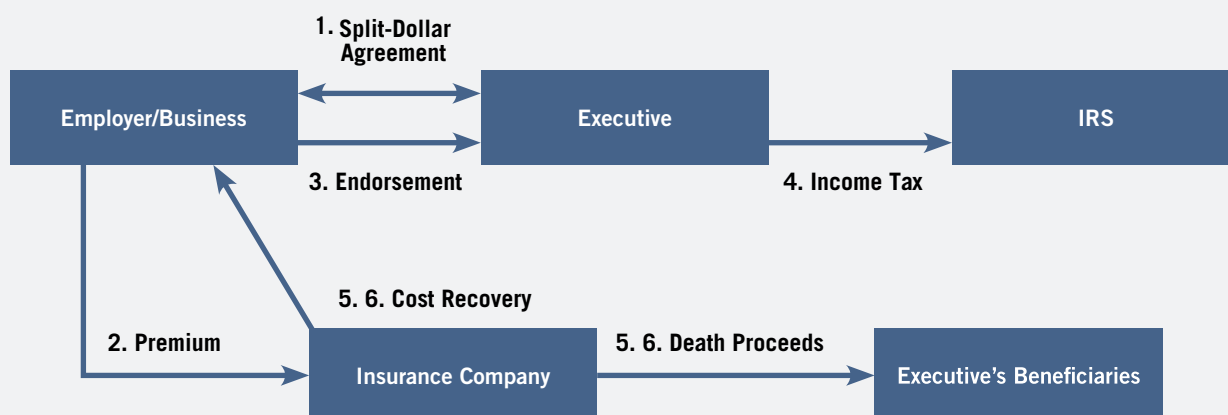 1. Split-Dollar
Agreement
Employer/Business
Executive
IRS
3. Endorsement
4. Income Tax
5. 6. Cost Recovery
2. Premium
5. 6. Death Proceeds
Insurance Company
Executive's Beneficiaries